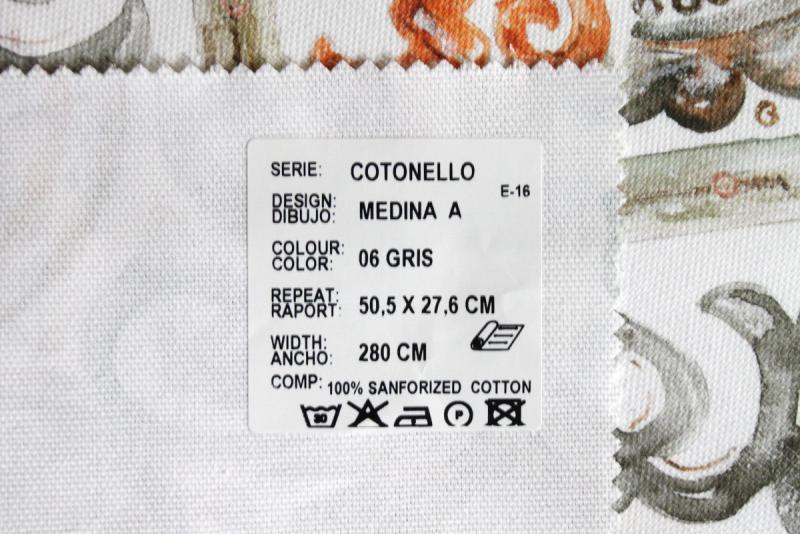 SERIE: COTONELLO
E-16
DESIGN:
DIBUJO: MEDINA A
COLOUR:
COLOR: 06 GRIS
REPEAT:
RAPORT: 50,5 X 27,6 CM
WIDTH:
ANCHO: 280 CM
COMP: 100% SANFORIZED COTTON
30
P